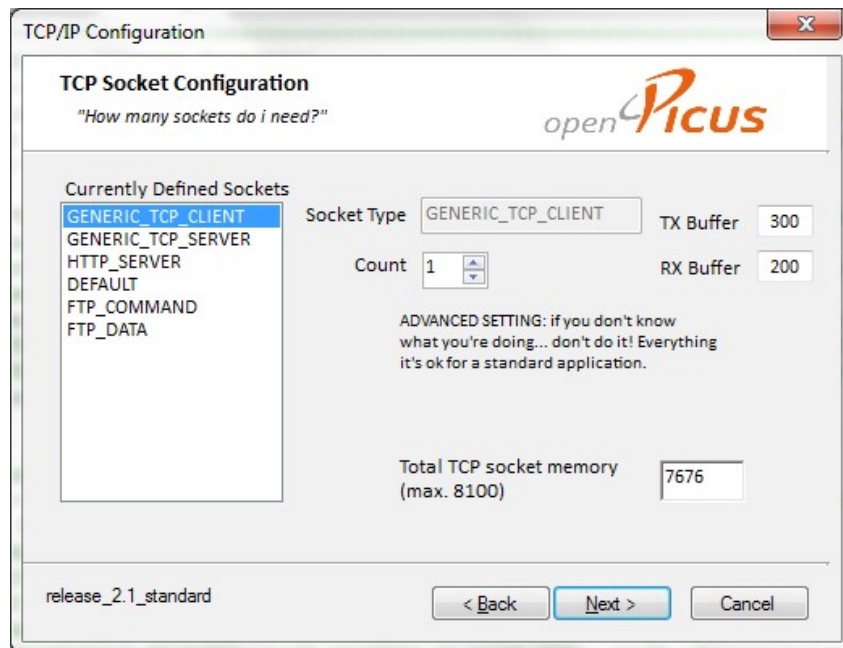 TCP/IP Configuration
x
TCP Socket Configuration
"How many sockets do i need?"
open Picus
Currently Defined Sockets
GENERIC_TCP_CLIENT
GENERIC_TCP_SERVER
HTTP_SERVER
DEFAULT
FTP_COMMAND
FTP_DATA
Socket Type GENERIC_TCP_CLIENT TX Buffer 300
Count 1 RX Buffer 200
ADVANCED SETTING: if you don't know
what you're doing... don't do it! Everything
it's ok for a standard application.
Total TCP socket memory 7676
(max. 8100)
release_2.1_standard < Back Next > Cancel